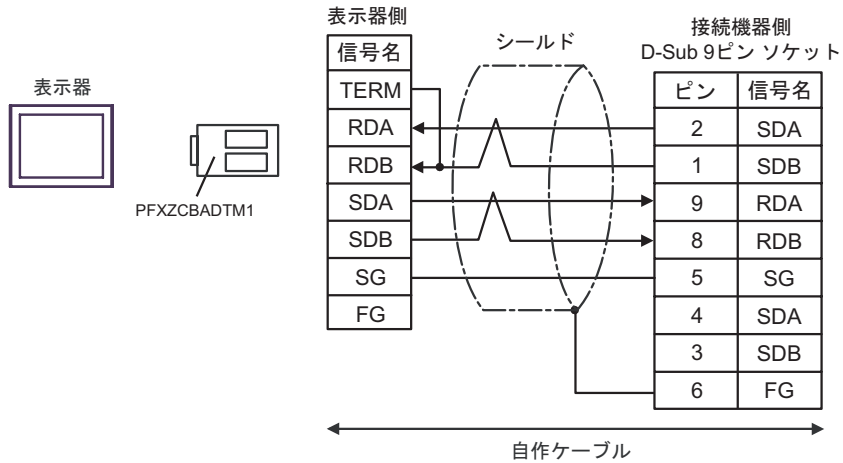 表示器
PFXZCBADTM1
表示器側
信号名
TERM
RDA
RDB
SDA
SDB
SG
FG
シールド
接続機器側
D-Sub 9ピン ソケット
ピン 信号名
2 SDA
1 SDB
9 RDA
8 RDB
5 SG
4 SDA
3 SDB
6 FG
自作ケーブル